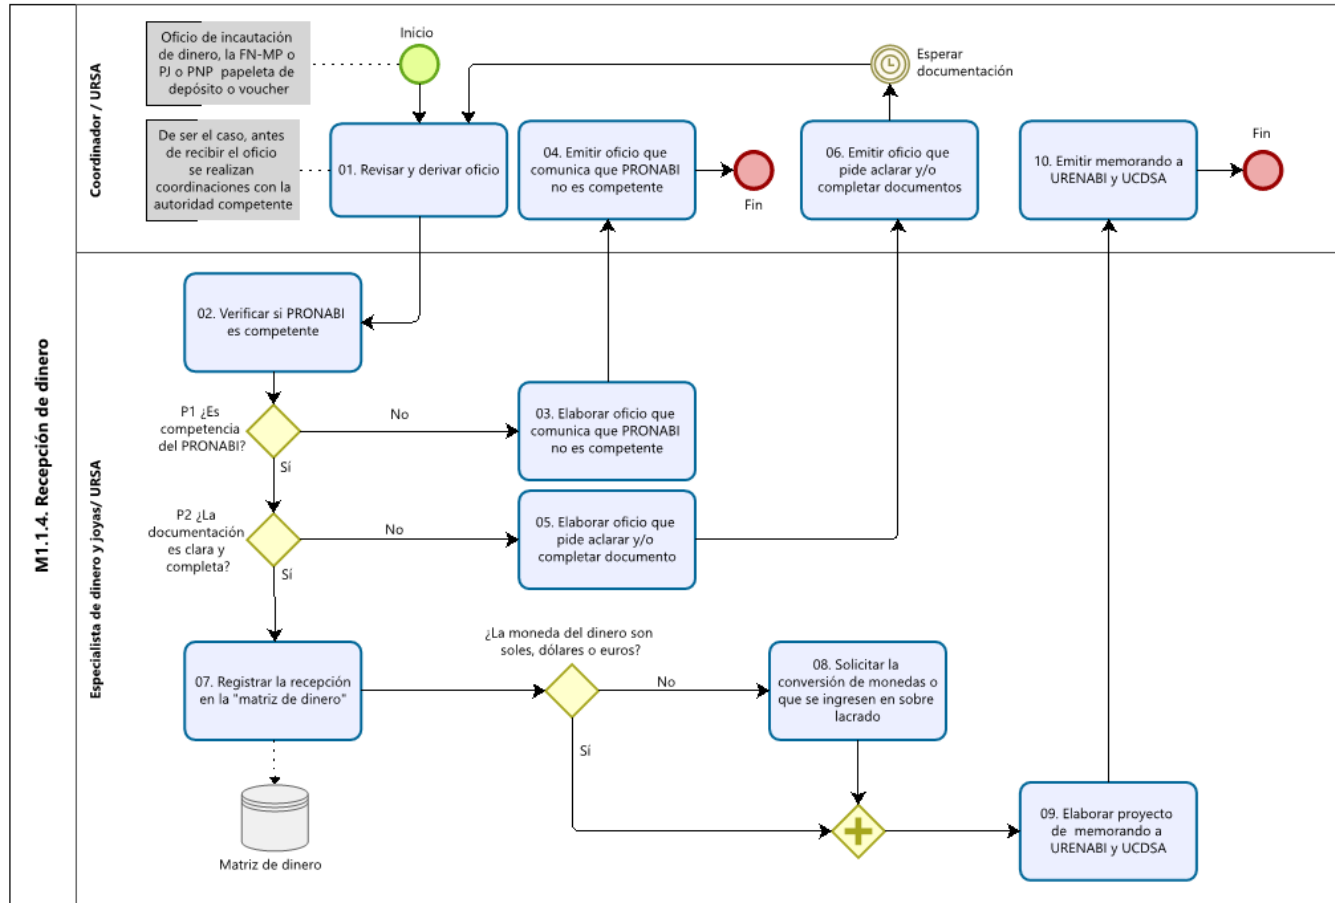 M1.1.4. Recepción de dinero
Coordinador / URSA
Oficio de incautación
de dinero, la FN-MP o
PJ o PNP papeleta de
depósito o voucher
Inicio
Esperar
documentación
De ser el caso, antes
de recibir el oficio
se realizan
coordinaciones con la
autoridad competente
01. Revisar y derivar oficio
04. Emitir oficio que
comunica que PRONABI
no es competente
Fin
06. Emitir oficio que
pide aclarar y/o
completar documentos
10. Emitir memorando a
URENABI y UCDSA
Fin
Especialista de dinero y joyas/ URSA
02. Verificar si PRONABI
es competente
P1 ¿Es
competencia
del PRONABI?
No
Sí
03. Elaborar oficio que
comunica que PRONABI
no es competente
P2 ¿La
documentación
es clara y
completa?
No
Sí
05. Elaborar oficio que
pide aclarar y/o
completar documento
07. Registrar la recepción
en la "matriz de dinero"
¿La moneda del dinero son
soles, dólares o euros?
No
Sí
08. Solicitar la
conversión de monedas o
que se ingresen en sobre
lacrado
Matriz de dinero
09. Elaborar proyecto
de memorando a
URENABI y UCDSA